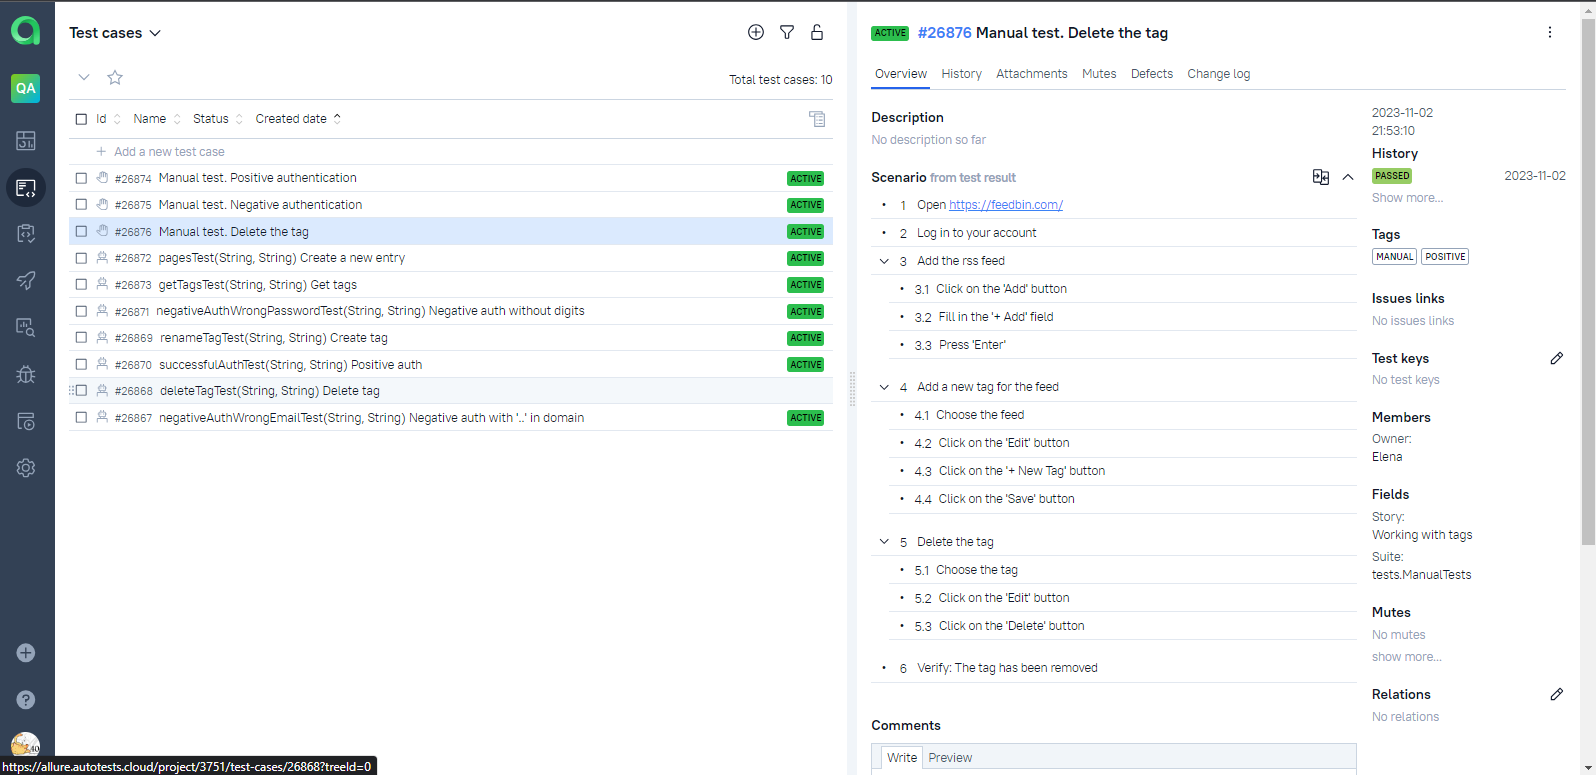 Test cases
Total test cases: 10
Id Name Status Created date
+ Add a new test case
#26874 Manual test. Positive authentication ACTIVE
#26875 Manual test. Negative authentication ACTIVE
#26876 Manual test. Delete the tag ACTIVE
#26872 pagesTest(String, String) Create a new entry ACTIVE
#26873 getTagsTest(String, String) Get tags ACTIVE
#26871 negativeAuthWrongPasswordTest(String, String) Negative auth without digits ACTIVE
#26869 renameTagTest(String, String) Create tag ACTIVE
#26870 successfulAuthTest(String, String) Positive auth ACTIVE
#26868 deleteTagTest(String, String) Delete tag
#26867 negativeAuthWrongEmailTest(String, String) Negative auth with '..' in domain ACTIVE
QA
https://allure.autotests.cloud/project/3751/test-cases/26868?treeId=0
ACTIVE #26876 Manual test. Delete the tag
Overview History Attachments Mutes Defects Change log
Description
No description so far
Scenario from test result
• 1 Open https://feedbin.com/
• 2 Log in to your account
3 Add the rss feed
• 3.1 Click on the 'Add' button
• 3.2 Fill in the '+ Add' field
• 3.3 Press 'Enter'
4 Add a new tag for the feed
• 4.1 Choose the feed
• 4.2 Click on the 'Edit' button
• 4.3 Click on the '+ New Tag' button
• 4.4 Click on the 'Save' button
5 Delete the tag
• 5.1 Choose the tag
• 5.2 Click on the 'Edit' button
• 5.3 Click on the 'Delete' button
• 6 Verify: The tag has been removed
Comments
Write Preview
2023-11-02
21:53:10
History
PASSED 2023-11-02
Show more...
Tags
MANUAL POSITIVE
Issues links
No issues links
Test keys
No test keys
Members
Owner:
Elena
Fields
Story:
Working with tags
Suite:
tests.ManualTests
Mutes
No mutes
show more...
Relations
No relations